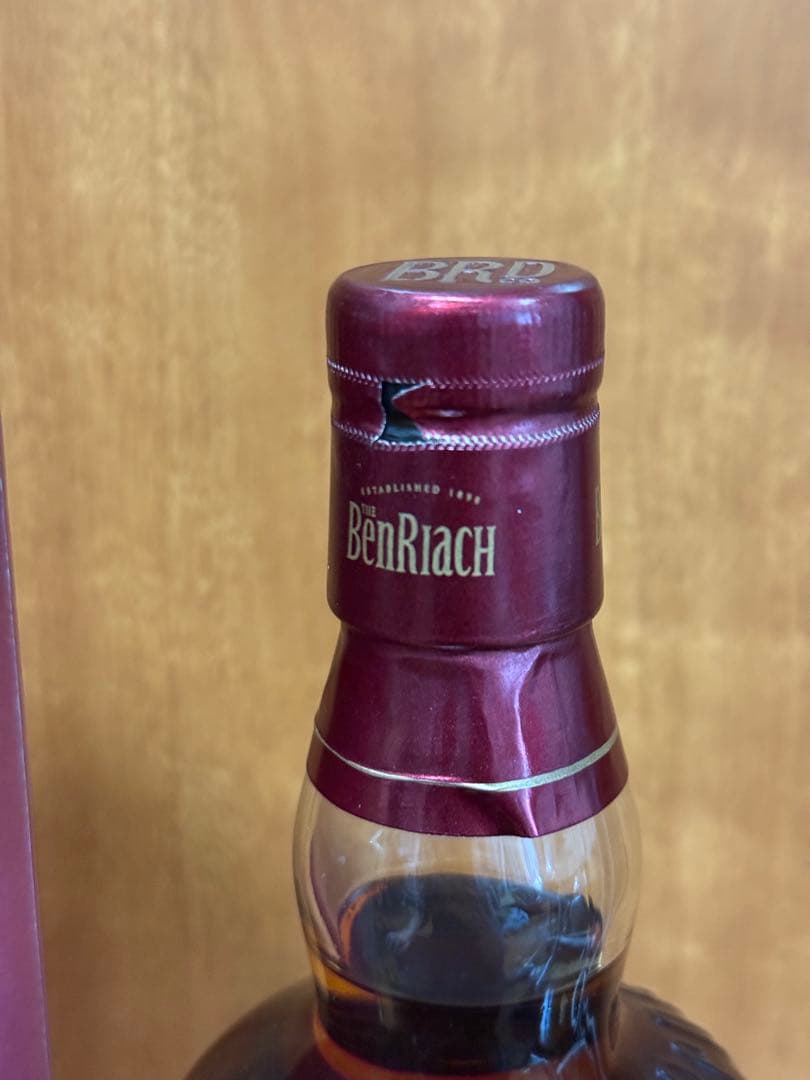 BRD
ESTABLISHED 1898
THE
BENRIACH